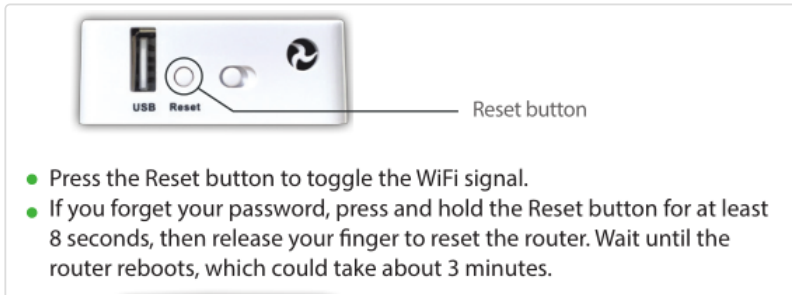 USB Reset
Reset button
Press the Reset button to toggle the WiFi signal.
If you forget your password, press and hold the Reset button for at least
8 seconds, then release your finger to reset the router. Wait until the
router reboots, which could take about 3 minutes.